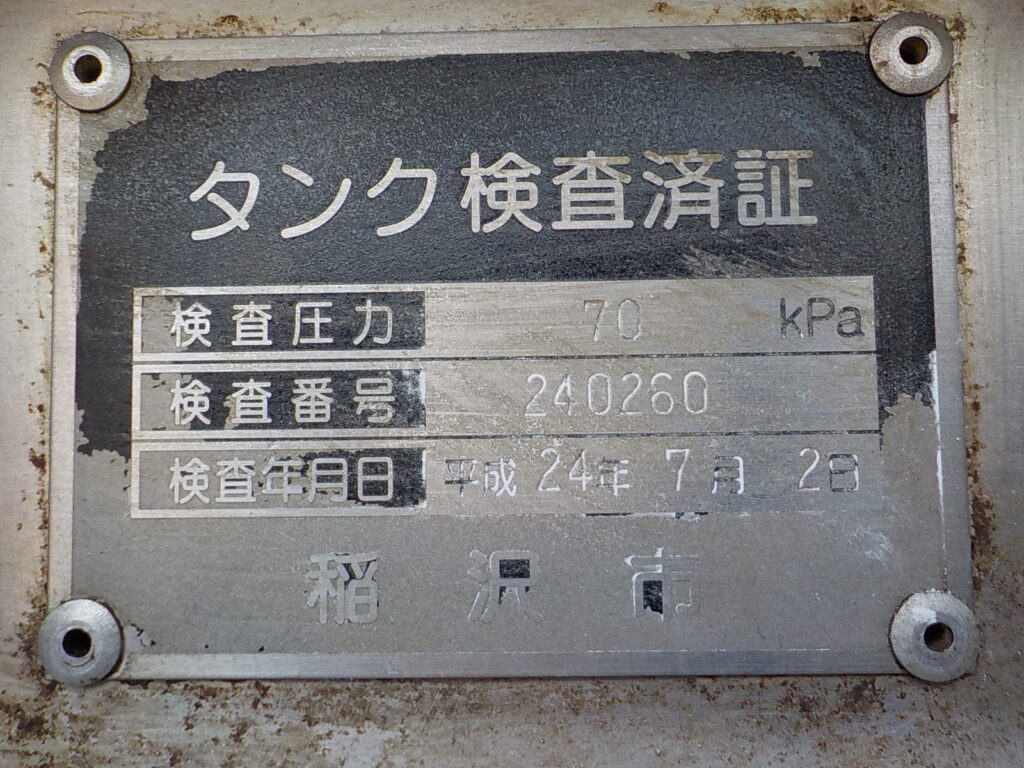 タンク検査済証
検査圧力 70 kPa
検査番号 240260
検査年月日 平成 24年 7月 2日
稲沢市